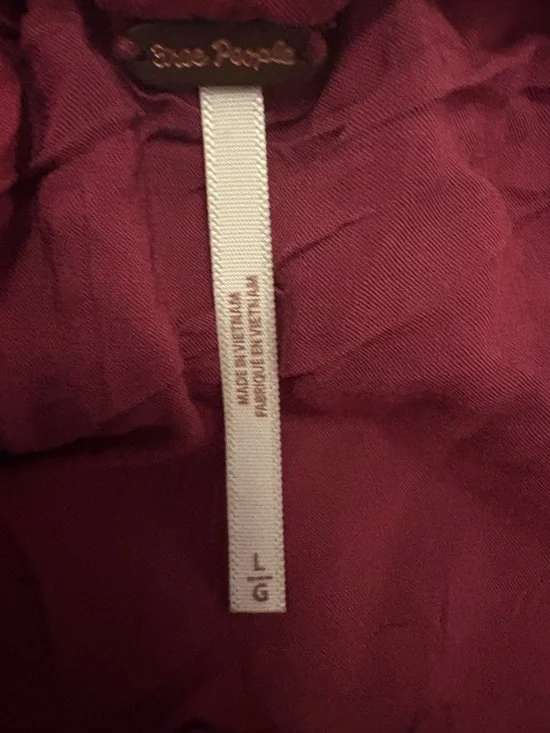 Free People
MADE IN VIETNAM
FABRIQUÉ EN VIETNAM
L
G